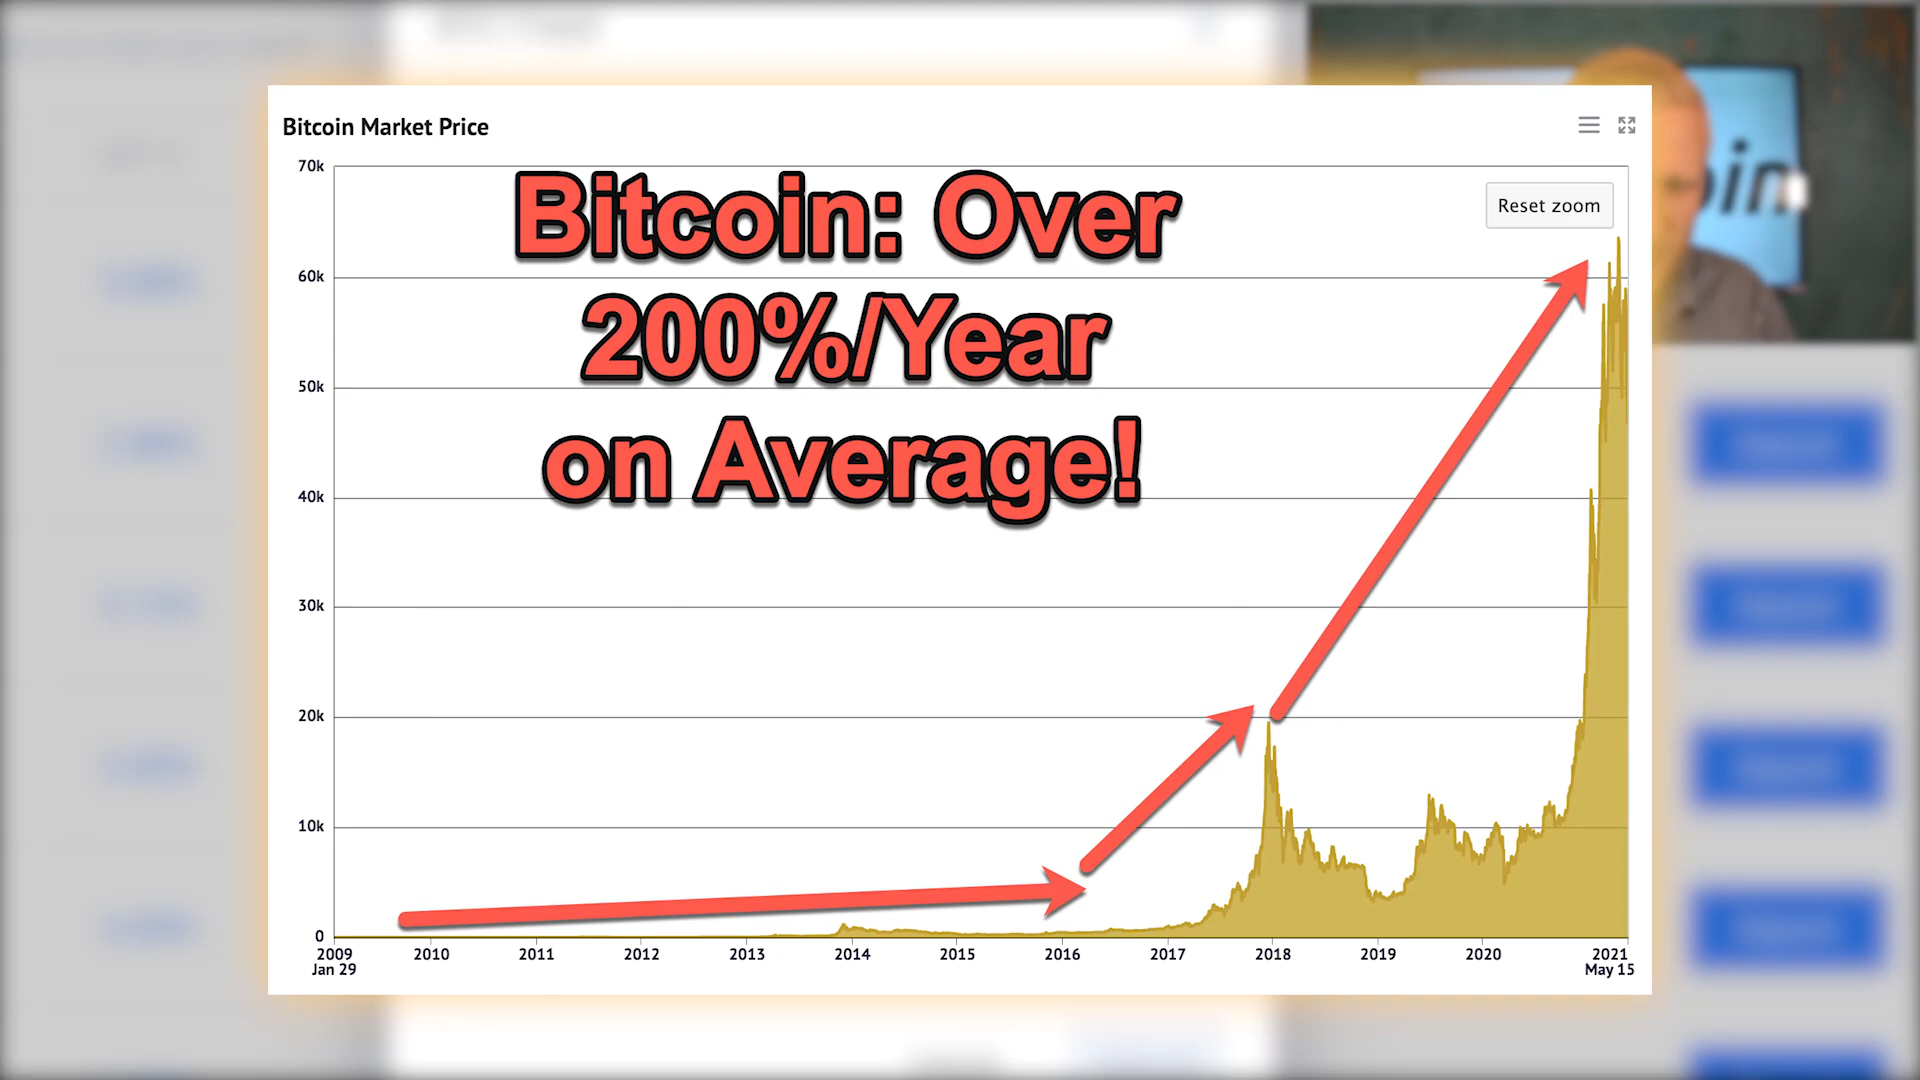 Bitcoin Market Price
Bitcoin: Over
200%/Year
on Average!
Reset zoom
70k
60k
50k
40k
30k
20k
10k
0
2009 2010 2011 2012 2013 2014 2015 2016 2017 2018 2019 2020 2021
Jan 29 May 15